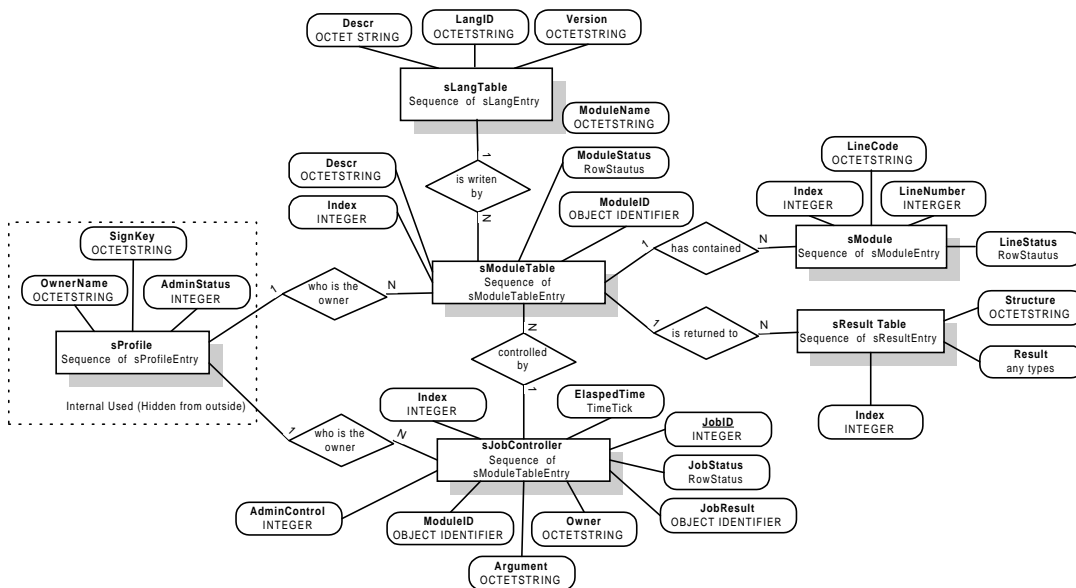 Descr
OCTET STRING
LangID
OCTETSTRING
Version
OCTETSTRING
sLangTable
Sequence of sLangEntry
ModuleName
OCTETSTRING
1
is writen
by
N
Descr
OCTETSTRING
Index
INTEGER
ModuleStatus
RowStautus
ModuleID
OBJECT IDENTIFIER
LineCode
OCTETSTRING
Index
INTEGER
LineNumber
INTERGER
sModule
Sequence of sModuleEntry
LineStatus
RowStautus
1
has contained
N
SignKey
OCTETSTRING
OwnerName
OCTETSTRING
AdminStatus
INTEGER
sProfile
Sequence of sProfileEntry
Internal Used (Hidden from outside)
1
who is the
owner
N
sModuleTable
Sequence of
sModuleTableEntry
1
is returned to
N
sResult Table
Sequence of sResultEntry
Structure
OCTETSTRING
Result
any types
Index
INTEGER
N
controlled
by
1
1
who is the
owner
N
Index
INTEGER
ElaspedTime
TimeTick
JobID
INTEGER
sJobController
Sequence of
sModuleTableEntry
JobStatus
RowStatus
JobResult
OBJECT IDENTIFIER
AdminControl
INTEGER
ModuleID
OBJECT IDENTIFIER
Owner
OCTETSTRING
Argument
OCTETSTRING